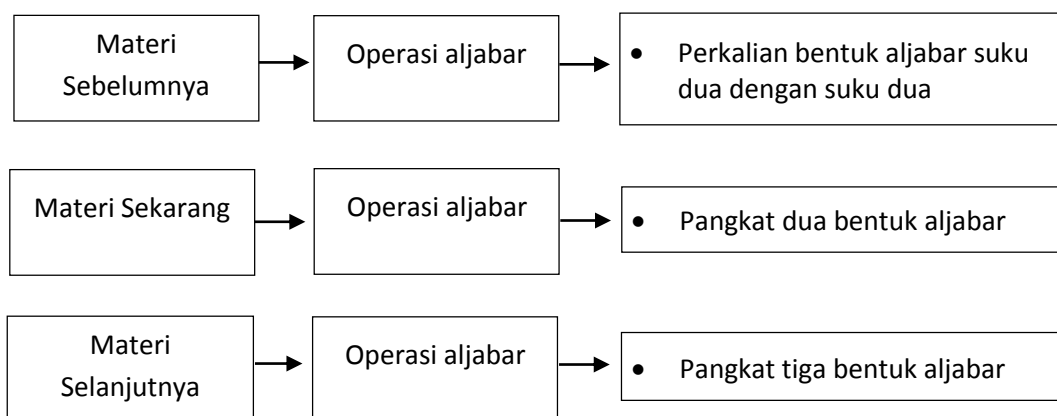 Materi
Sebelumnya
Operasi aljabar
• Perkalian bentuk aljabar suku
dua dengan suku dua
Materi Sekarang
Operasi aljabar
• Pangkat dua bentuk aljabar
Materi
Selanjutnya
Operasi aljabar
• Pangkat tiga bentuk aljabar